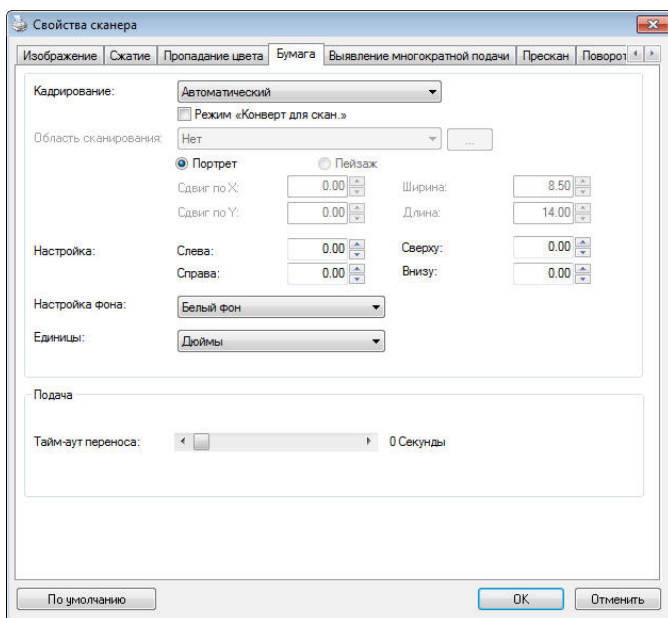 Свойства сканера
Изображение Сжатие Пропадание цвета Бумага Выявление многократной подачи Прескан Поворот
Кадрирование: Автоматический
Режим «Конверт для скан.»
Область сканирования: Нет ...
Портрет Пейзаж
Сдвиг по X: 0.00 Ширина: 8.50
Сдвиг по Y: 0.00 Длина: 14.00
Настройка: Слева: 0.00 Сверху: 0.00
Справа: 0.00 Внизу: 0.00
Настройка фона: Белый фон
Единицы: Дюймы
Подача
Тайм-аут переноса: 0 Секунды
По умолчанию OK Отменить